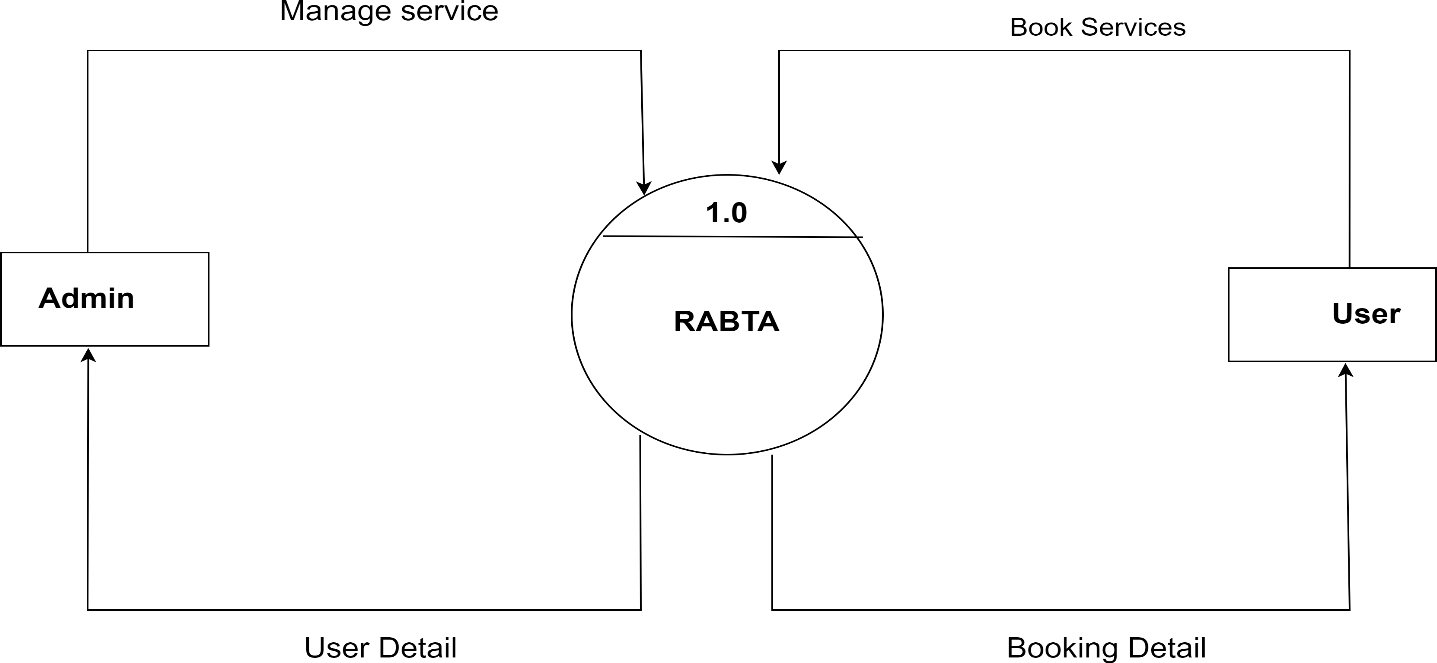 Manage service
Book Services
1.0
Admin
RABTA
User
User Detail
Booking Detail